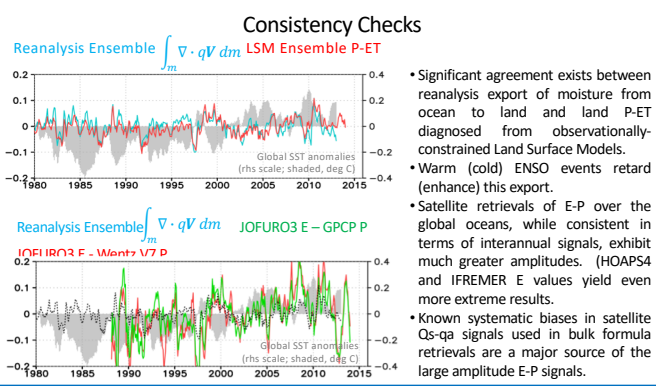 Consistency Checks
Reanalysis Ensemble ∫m ∇ · qV dm LSM Ensemble P-ET
0.2
0.1
0
−0.1
−0.2
0.4
0.2
0
−0.2
−0.4
Global SST anomalies
(rhs scale; shaded, deg C)
1980 1985 1990 1995 2000 2005 2010 2015
Reanalysis Ensemble ∫m ∇ · qV dm JOFURO3 E – GPCP P
JOFURO3 E - Wentz V7 P
0.2
0.1
0
−0.1
−0.2
0.4
0.2
0
−0.2
−0.4
Global SST anomalies
(rhs scale; shaded, deg C)
1980 1985 1990 1995 2000 2005 2010 2015
• Significant agreement exists between
reanalysis export of moisture from
ocean to land and land P-ET
diagnosed from observationally-
constrained Land Surface Models.
• Warm (cold) ENSO events retard
(enhance) this export.
• Satellite retrievals of E-P over the
global oceans, while consistent in
terms of interannual signals, exhibit
much greater amplitudes. (HOAPS4
and IFREMER E values yield even
more extreme results.
• Known systematic biases in satellite
Qs-qa signals used in bulk formula
retrievals are a major source of the
large amplitude E-P signals.